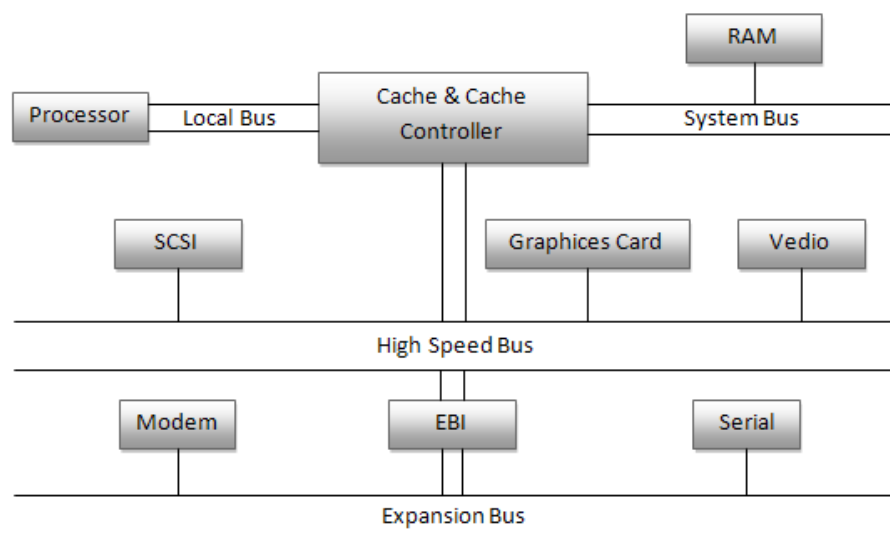 RAM
Processor
Local Bus
Cache & Cache
Controller
System Bus
SCSI
Graphices Card
Vedio
High Speed Bus
Modem
EBI
Serial
Expansion Bus